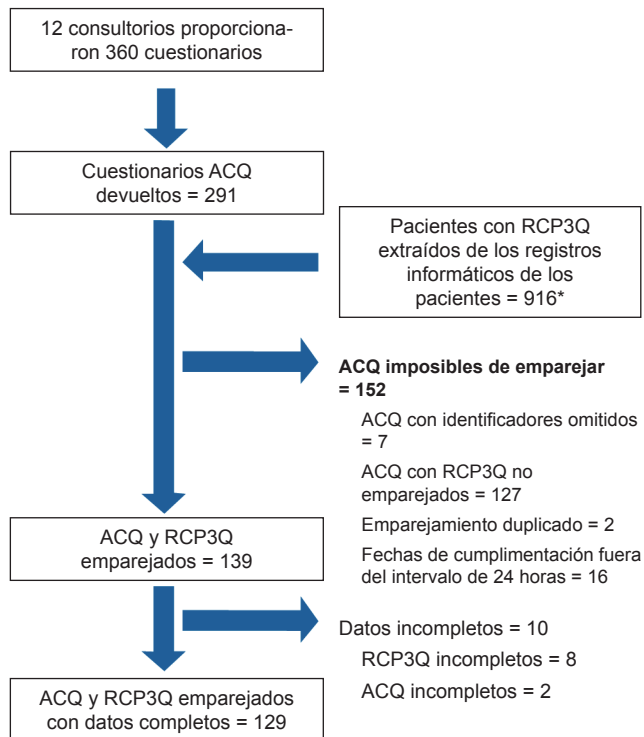 12 consultorios proporciona-
ron 360 cuestionarios
Cuestionarios ACQ
devueltos = 291
Pacientes con RCP3Q
extraídos de los registros
informáticos de los
pacientes = 916*
ACQ imposibles de emparejar
= 152
ACQ con identificadores omitidos
= 7
ACQ con RCP3Q no
emparejados = 127
Emparejamiento duplicado = 2
Fechas de cumplimentación fuera
del intervalo de 24 horas = 16
ACQ y RCP3Q
emparejados = 139
Datos incompletos = 10
RCP3Q incompletos = 8
ACQ incompletos = 2
ACQ y RCP3Q emparejados
con datos completos = 129